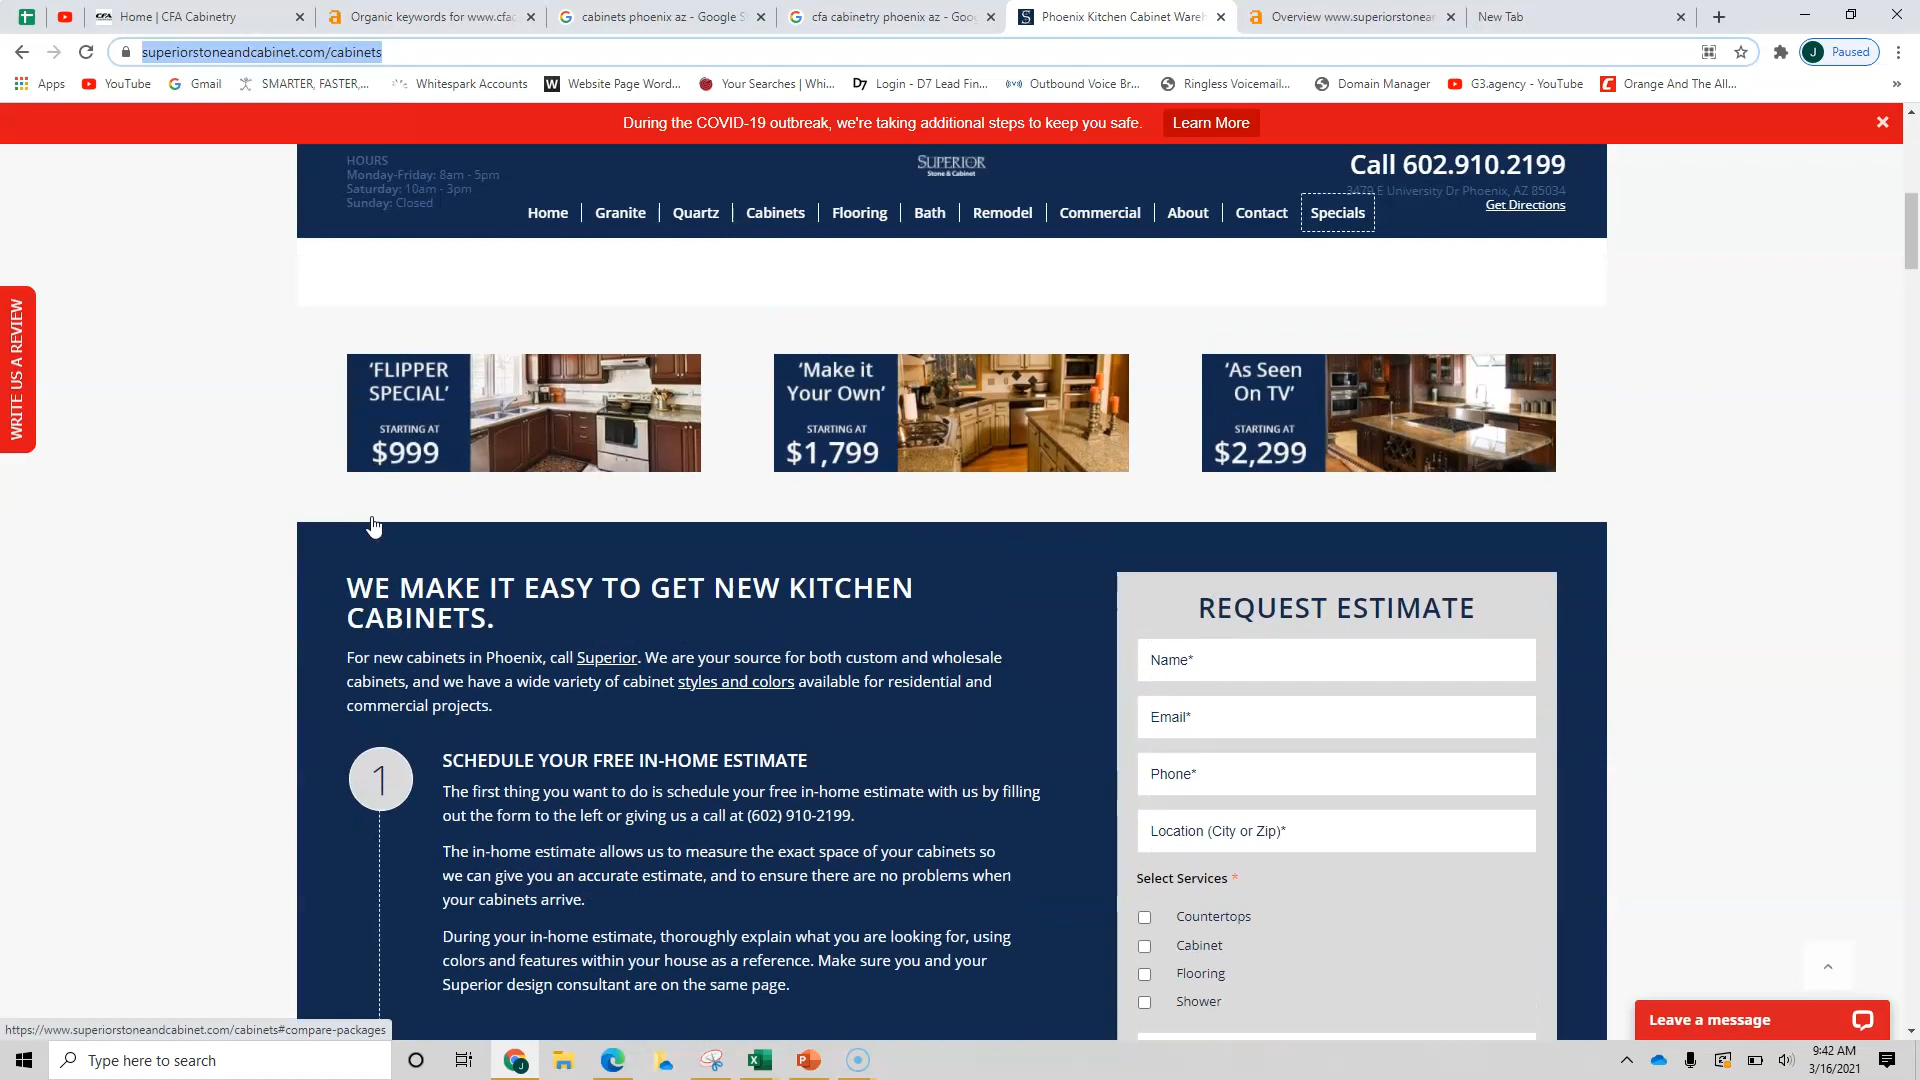 Home | CFA Cabinetry
Organic keywords for www.cfac
cabinets phoenix az - Google S
cfa cabinetry phoenix az - Goo
Phoenix Kitchen Cabinet Ware
Overview www.superiorstonear
New Tab
superiorstoneandcabinet.com/cabinets
J Paused
Apps YouTube Gmail SMARTER, FASTER,... Whitespark Accounts Website Page Word... Your Searches | Whi... Login - D7 Lead Fin... Outbound Voice Br... Ringless Voicemail... Domain Manager G3.agency - YouTube Orange And The All... »
During the COVID-19 outbreak, we're taking additional steps to keep you safe. Learn More
HOURS
Monday-Friday: 8am - 5pm
Saturday: 10am - 3pm
Sunday: Closed
SUPERIOR
Stone & Cabinet
Call 602.910.2199
3470 E University Dr Phoenix, AZ 85034
Get Directions
Home Granite Quartz Cabinets Flooring Bath Remodel Commercial About Contact Specials
WRITE US A REVIEW
'FLIPPER
SPECIAL'
STARTING AT
$999
'Make it
Your Own'
STARTING AT
$1,799
'As Seen
On TV'
STARTING AT
$2,299
WE MAKE IT EASY TO GET NEW KITCHEN
CABINETS.
For new cabinets in Phoenix, call Superior. We are your source for both custom and wholesale
cabinets, and we have a wide variety of cabinet styles and colors available for residential and
commercial projects.
1
SCHEDULE YOUR FREE IN-HOME ESTIMATE
The first thing you want to do is schedule your free in-home estimate with us by filling
out the form to the left or giving us a call at (602) 910-2199.
The in-home estimate allows us to measure the exact space of your cabinets so
we can give you an accurate estimate, and to ensure there are no problems when
your cabinets arrive.
During your in-home estimate, thoroughly explain what you are looking for, using
colors and features within your house as a reference. Make sure you and your
Superior design consultant are on the same page.
REQUEST ESTIMATE
Name*
Email*
Phone*
Location (City or Zip)*
Select Services *
Countertops
Cabinet
Flooring
Shower
Leave a message
https://www.superiorstoneandcabinet.com/cabinets#compare-packages
Type here to search
9:42 AM
3/16/2021